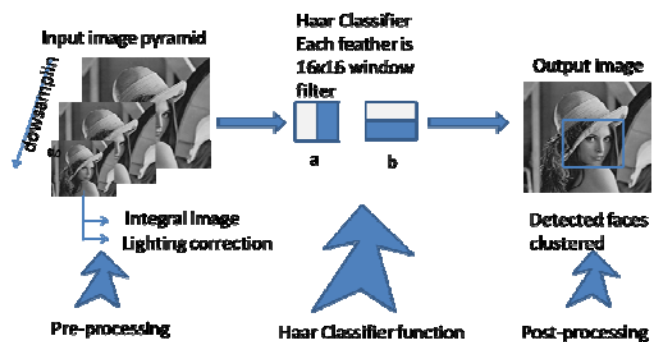 Input image pyramid
dowsamplin
Haar Classifier
Each feather is
16x16 window
filter
a
b
Output image
Integral Image
Lighting correction
Detected faces
clustered
Pre-processing
Haar Classifier function
Post-processing